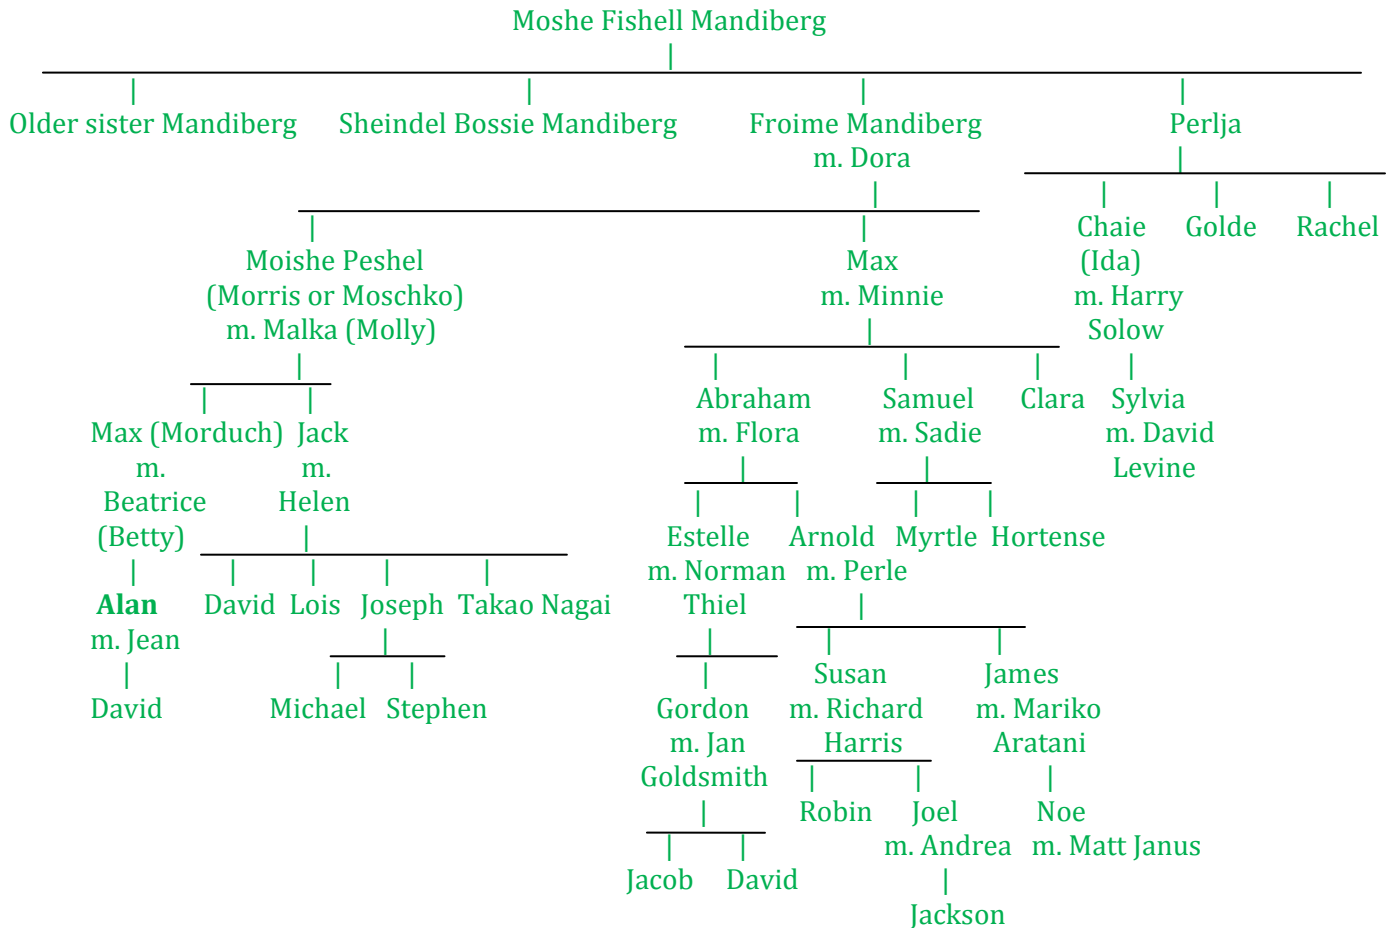 Moshe Fishell Mandiberg
Older sister Mandiberg Sheindel Bossie Mandiberg Froime Mandiberg Perlja
m. Dora
Chaie Golde Rachel
Moishe Peshel Max (Ida)
(Morris or Moschko) m. Minnie m. Harry
m. Malka (Molly) Solow
Abraham Samuel Clara Sylvia
Max (Morduch) Jack m. Flora m. Sadie m. David
m. m. Levine
Beatrice Helen
(Betty) Estelle Arnold Myrtle Hortense
m. Norman m. Perle
Alan David Lois Joseph Takao Nagai Thiel
m. Jean
Susan James
David Michael Stephen Gordon m. Richard m. Mariko
m. Jan Harris Aratani
Goldsmith
Robin Joel Noe
m. Andrea m. Matt Janus
Jacob David
Jackson